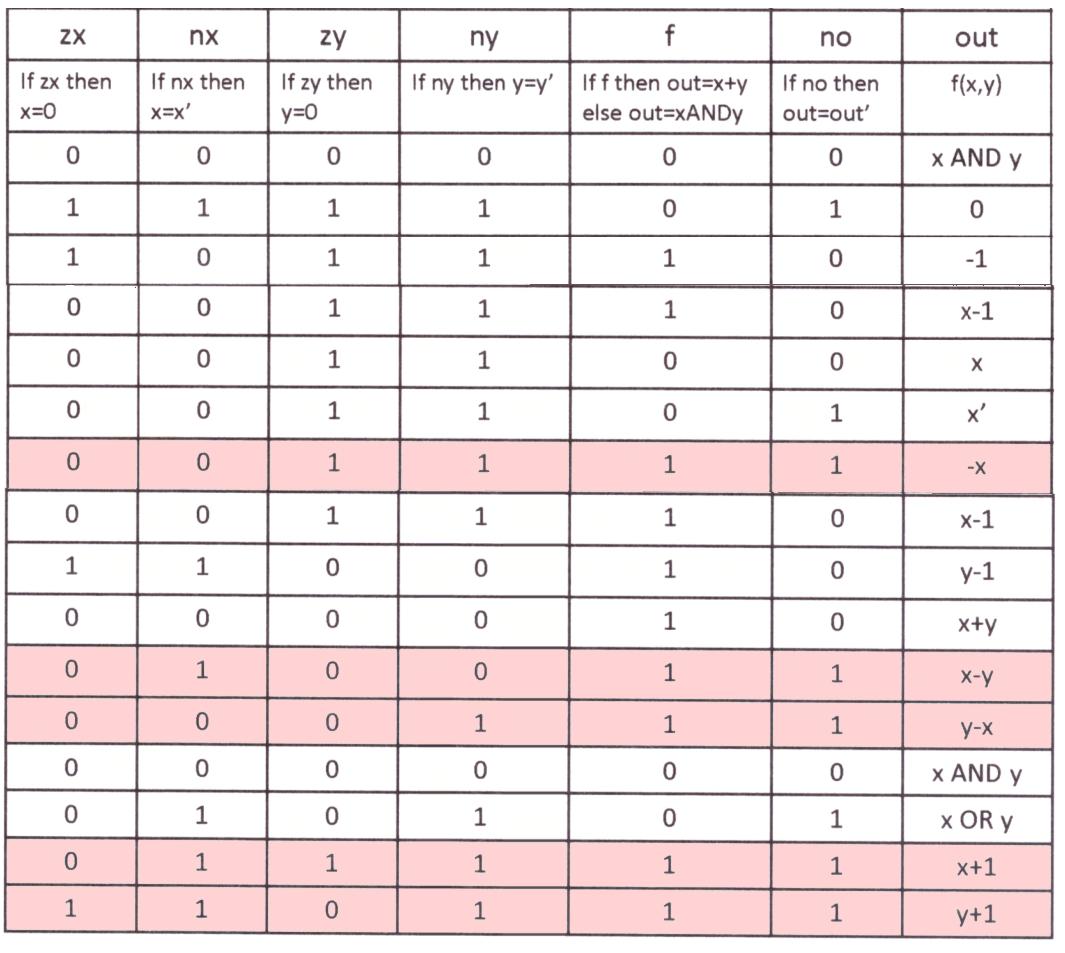 zx nx zy ny f no out
If zx then x=0 If nx then x=x′ If zy then y=0 If ny then y=y′ If f then out=x+y else out=xANDy If no then out=out′ f(x,y)
0 0 0 0 0 0 x AND y
1 1 1 1 0 1 0
1 0 1 1 1 0 -1
0 0 1 1 1 0 x-1
0 0 1 1 0 0 x
0 0 1 1 0 1 x′
0 0 1 1 1 1 -x
0 0 1 1 1 0 x-1
1 1 0 0 1 0 y-1
0 0 0 0 1 0 x+y
0 1 0 0 1 1 x-y
0 0 0 1 1 1 y-x
0 0 0 0 0 0 x AND y
0 1 0 1 0 1 x OR y
0 1 1 1 1 1 x+1
1 1 0 1 1 1 y+1